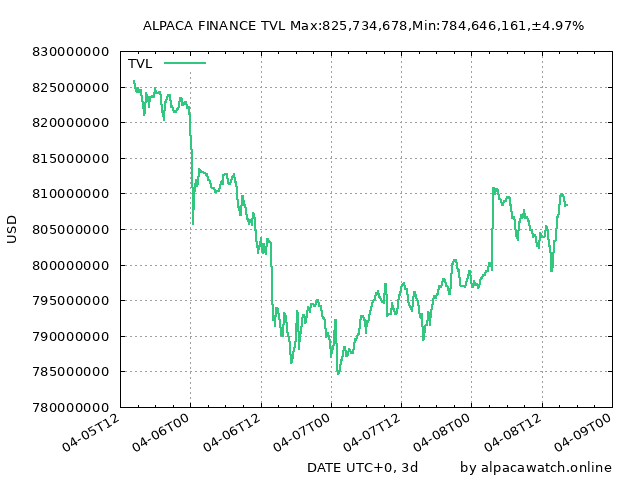 ALPACA FINANCE TVL Max:825,734,678,Min:784,646,161,±4.97%
830000000
TVL
825000000
820000000
815000000
810000000
805000000
800000000
795000000
790000000
785000000
780000000
USD
04-05T12
04-06T00
04-06T12
04-07T00
04-07T12
04-08T00
04-08T12
04-09T00
DATE UTC+0, 3d
by alpacawatch.online